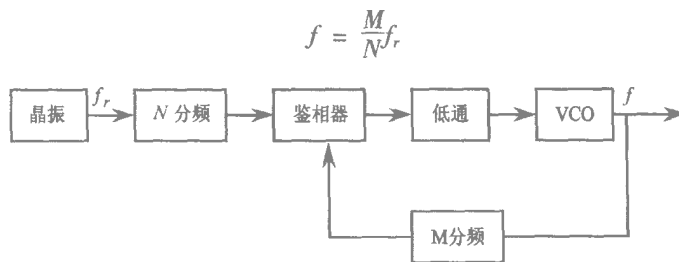 f = M/N f_r
晶振
f_r
N 分频
鉴相器
低通
VCO
f
M分频